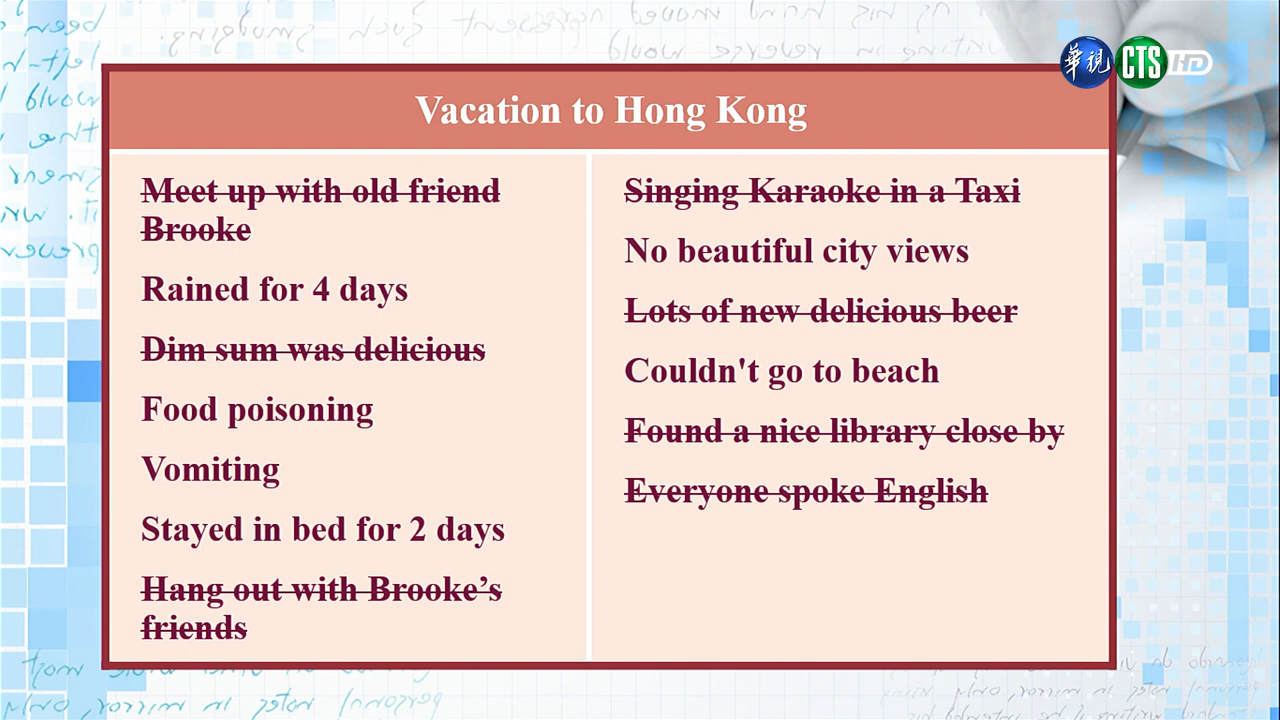 華視 CTS HD
Vacation to Hong Kong
Meet up with old friend
Brooke
Rained for 4 days
Dim sum was delicious
Food poisoning
Vomiting
Stayed in bed for 2 days
Hang out with Brooke’s
friends
Singing Karaoke in a Taxi
No beautiful city views
Lots of new delicious beer
Couldn't go to beach
Found a nice library close by
Everyone spoke English